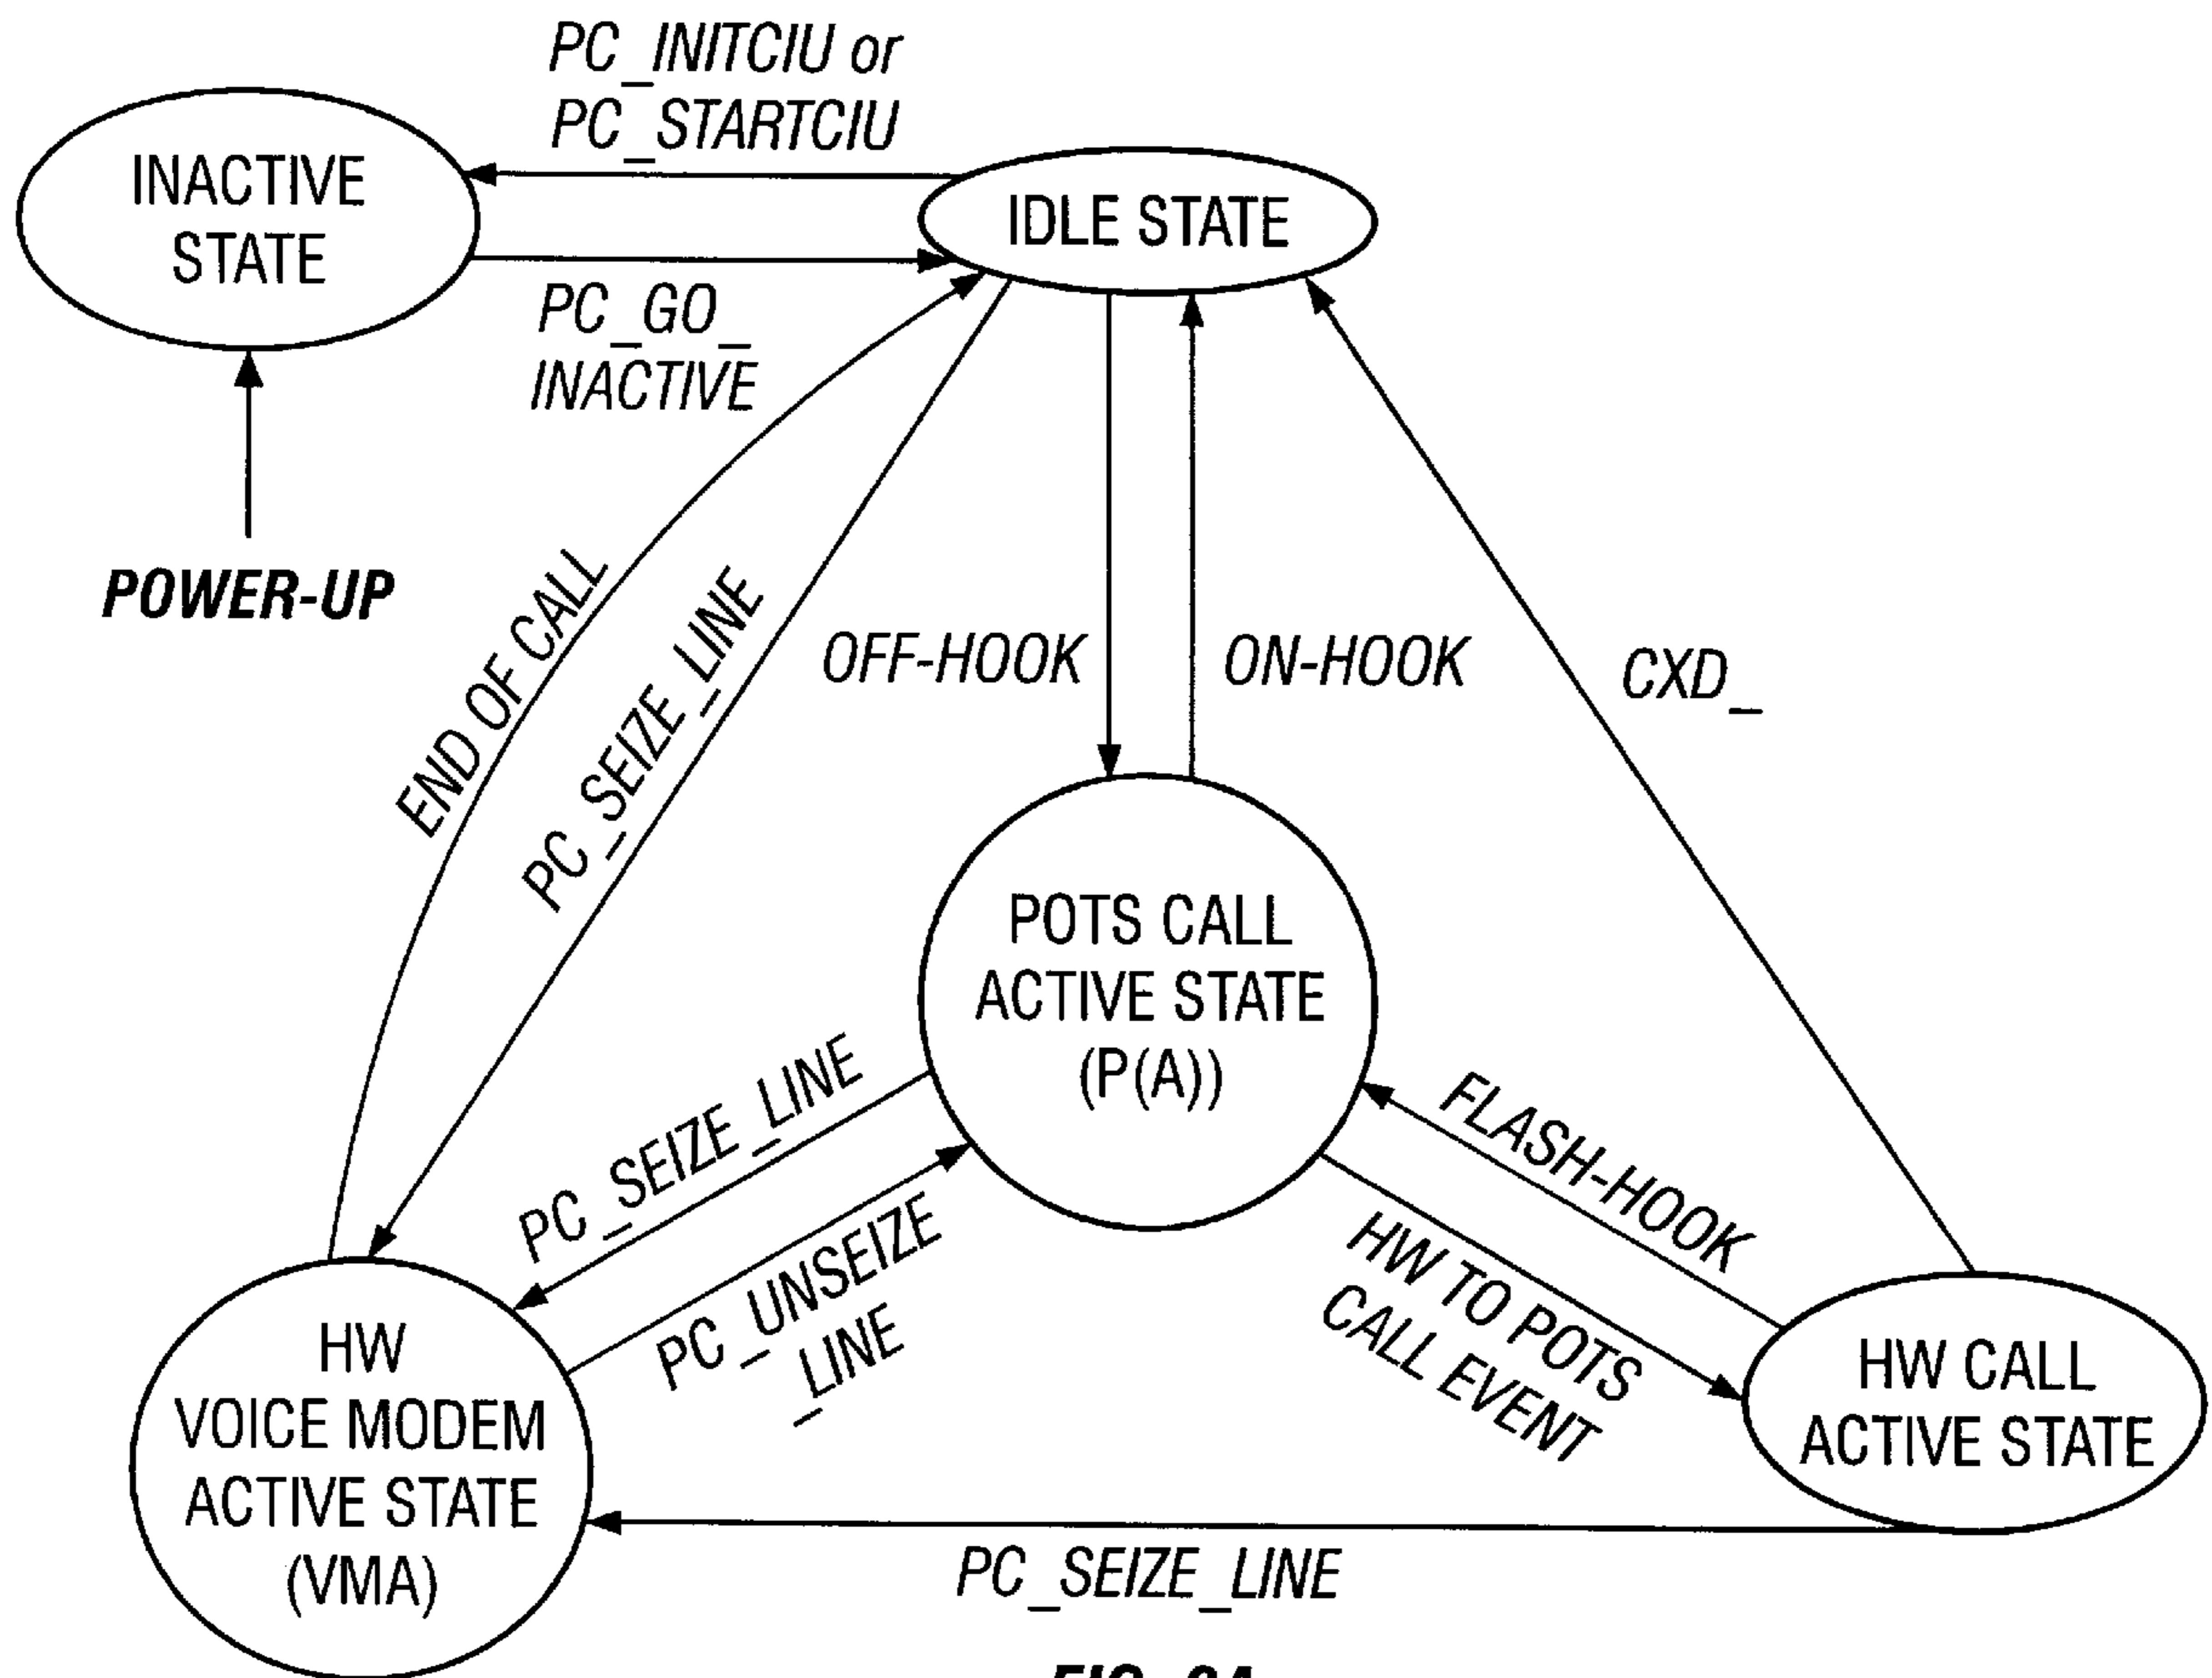 PC_INITCIU or
PC_STARTCIU
INACTIVE
STATE
IDLE STATE
PC_GO_
INACTIVE
POWER-UP
END OF CALL
PC_SEIZE_LINE
OFF-HOOK
ON-HOOK
CXD_
POTS CALL
ACTIVE STATE
(P(A))
PC_SEIZE_LINE
PC_UNSEIZE
_LINE
FLASH-HOOK
HW TO POTS
CALL EVENT
HW
VOICE MODEM
ACTIVE STATE
(VMA)
HW CALL
ACTIVE STATE
PC_SEIZE_LINE